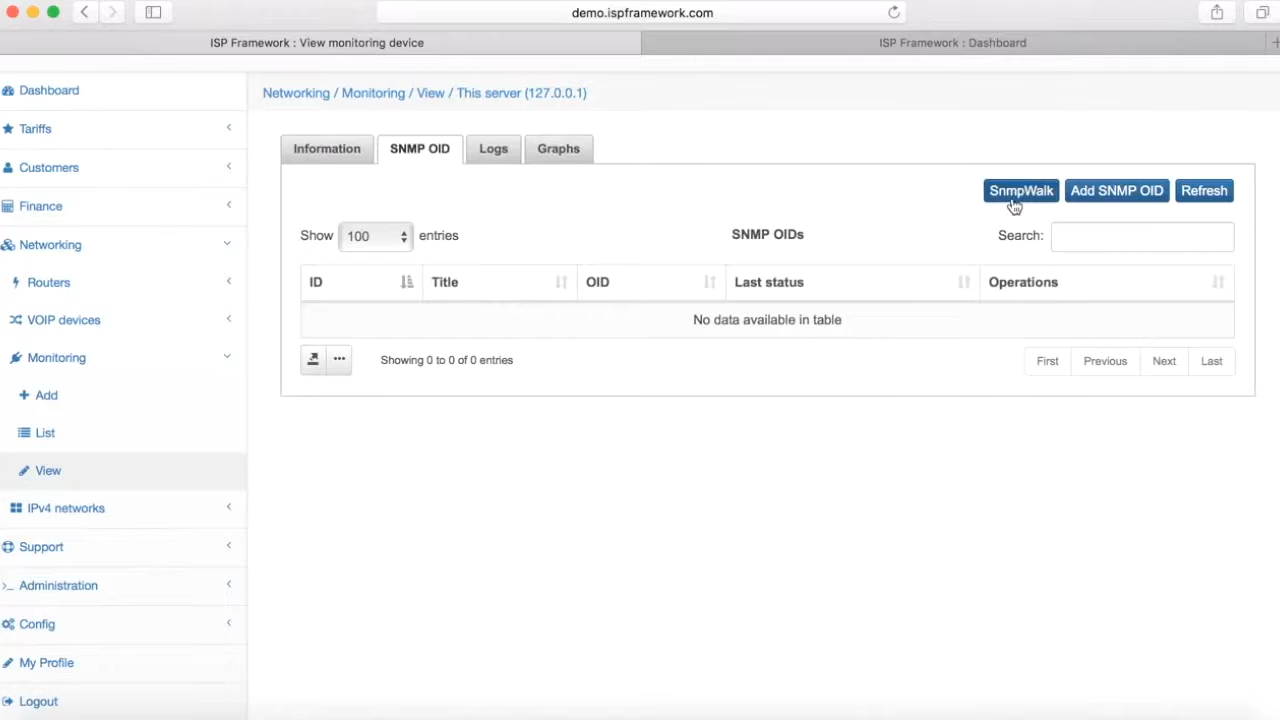 demo.ispframework.com
ISP Framework : View monitoring device
ISP Framework : Dashboard
Dashboard
Tariffs
Customers
Finance
Networking
Routers
VOIP devices
Monitoring
Add
List
View
IPv4 networks
Support
Administration
Config
My Profile
Logout
Networking / Monitoring / View / This server (127.0.0.1)
Information SNMP OID Logs Graphs
SnmpWalk Add SNMP OID Refresh
Show 100 entries SNMP OIDs Search:
ID Title OID Last status Operations
No data available in table
Showing 0 to 0 of 0 entries First Previous Next Last